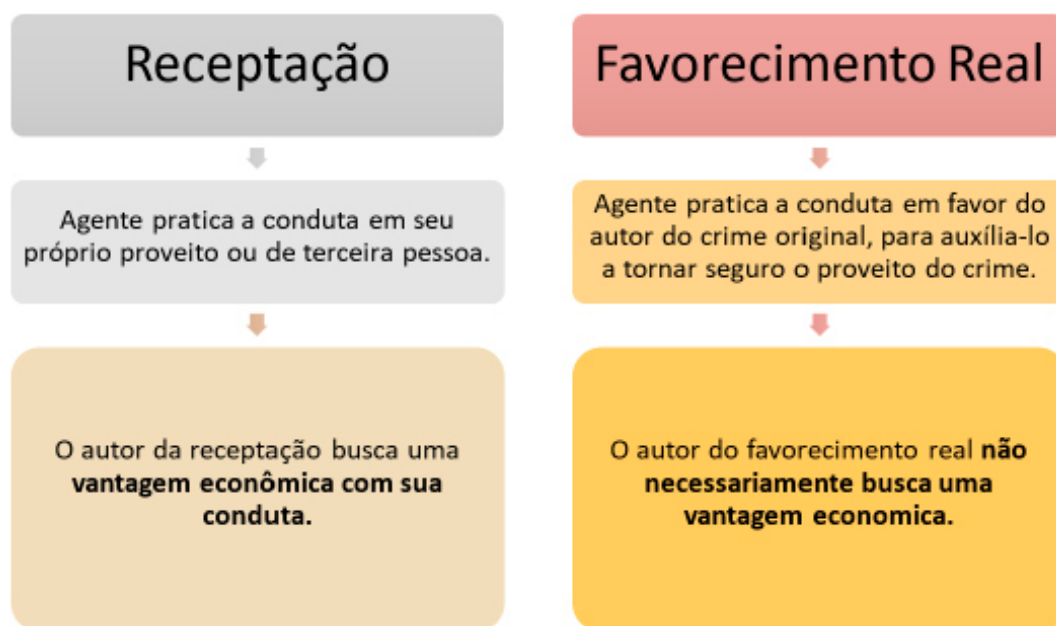 Receptação
Agente pratica a conduta em seu
próprio proveito ou de terceira pessoa.
O autor da receptação busca uma
vantagem econômica com sua
conduta.
Favorecimento Real
Agente pratica a conduta em favor do
autor do crime original, para auxília-lo
a tornar seguro o proveito do crime.
O autor do favorecimento real não
necessariamente busca uma
vantagem economica.